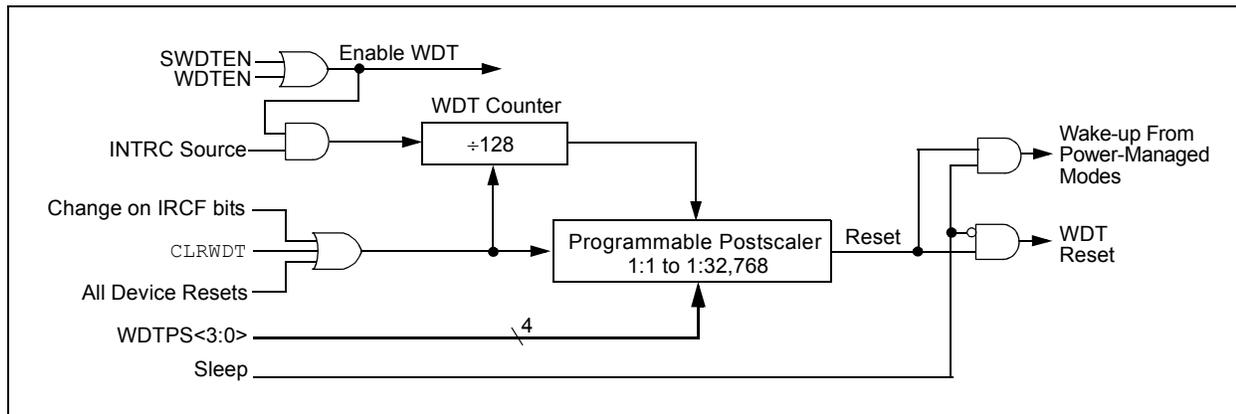 SWDTEN
WDTEN
Enable WDT
WDT Counter
÷128
INTRC Source
Wake-up From
Power-Managed
Modes
Change on IRCF bits
CLRWDT
All Device Resets
Programmable Postscaler
1:1 to 1:32,768
Reset
WDT
Reset
WDTPS<3:0>
4
Sleep